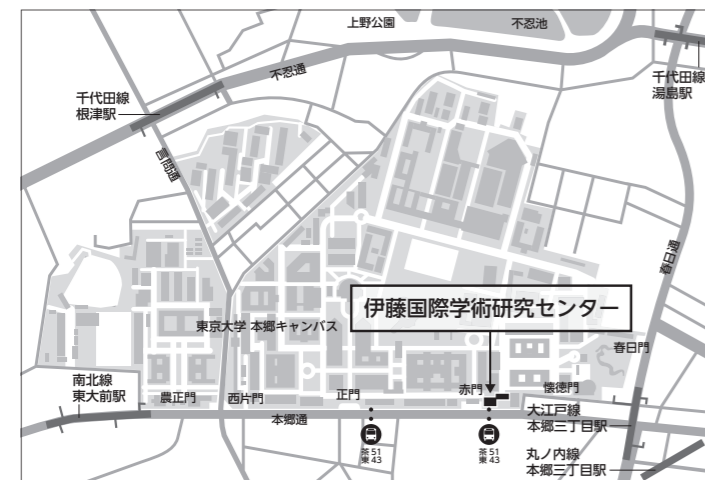 上野公園
不忍池
不忍通
千代田線
根津駅
千代田線
湯島駅
言問通
春日通
伊藤国際学術研究センター
東京大学 本郷キャンパス
春日門
南北線
東大前駅
農正門
西片門
正門
赤門
懐徳門
本郷通
大江戸線
本郷三丁目駅
茶51
東43
茶51
東43
丸ノ内線
本郷三丁目駅